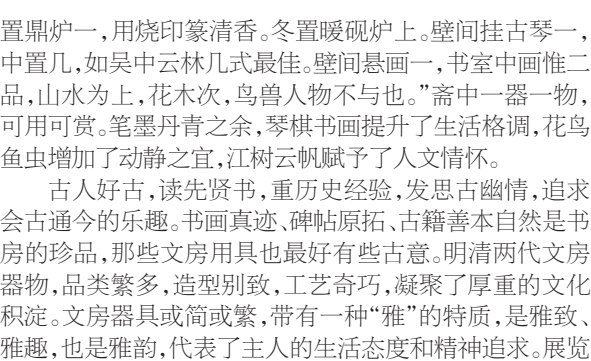 置鼎炉一，用烧印篆清香。冬置暖砚炉上。壁间挂古琴一，
中置几，如吴中云林几式最佳。壁间悬画一，书室中画惟二
品，山水为上，花木次，鸟兽人物不与也。”斋中一器一物，
可用可赏。笔墨丹青之余，琴棋书画提升了生活格调，花鸟
鱼虫增加了动静之宜，江树云帆赋予了人文情怀。
古人好古，读先贤书，重历史经验，发思古幽情，追求
会古通今的乐趣。书画真迹、碑帖原拓、古籍善本自然是书
房的珍品，那些文房用具也最好有些古意。明清两代文房
器物，品类繁多，造型别致，工艺奇巧，凝聚了厚重的文化
积淀。文房器具或简或繁，带有一种“雅”的特质，是雅致、
雅趣，也是雅韵，代表了主人的生活态度和精神追求。展览